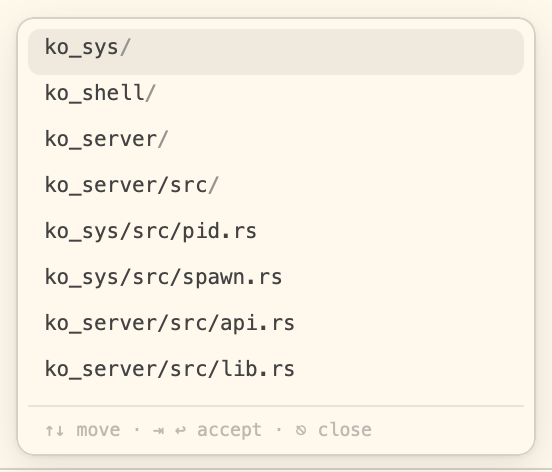 ko_sys/
ko_shell/
ko_server/
ko_server/src/
ko_sys/src/pid.rs
ko_sys/src/spawn.rs
ko_server/src/api.rs
ko_server/src/lib.rs
↑↓ move · ⇥ ↩ accept · ⎋ close